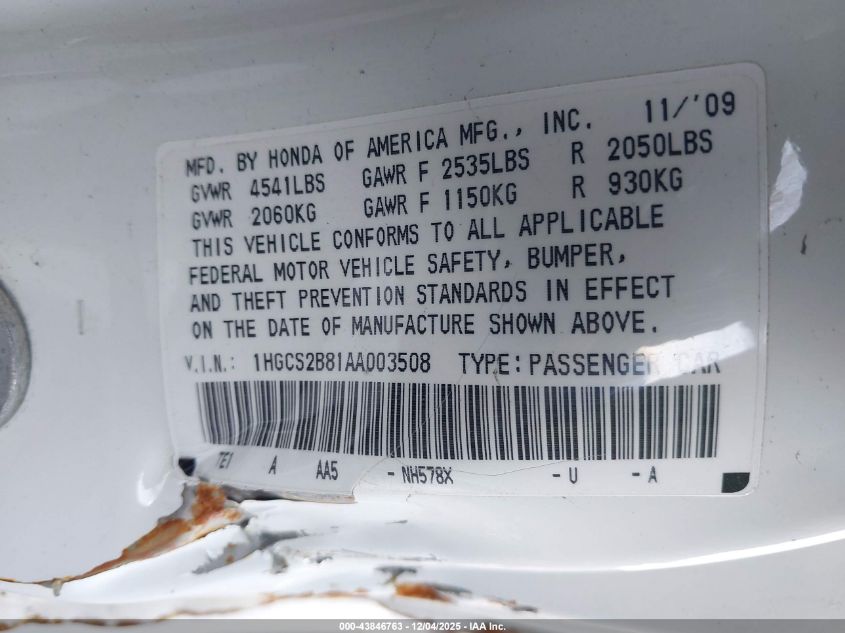 11/'09
MFD. BY HONDA OF AMERICA MFG., INC.
GVWR 4541LBS GAWR F 2535LBS R 2050LBS
GVWR 2060KG GAWR F 1150KG R 930KG
THIS VEHICLE CONFORMS TO ALL APPLICABLE
FEDERAL MOTOR VEHICLE SAFETY, BUMPER,
AND THEFT PREVENTION STANDARDS IN EFFECT
ON THE DATE OF MANUFACTURE SHOWN ABOVE.
V.I.N.: 1HGCS2B81AA003508 TYPE: PASSENGER CAR
TE1 A AA5 - NH578X - U - A
000-43846763 - 12/04/2025 - IAA Inc.